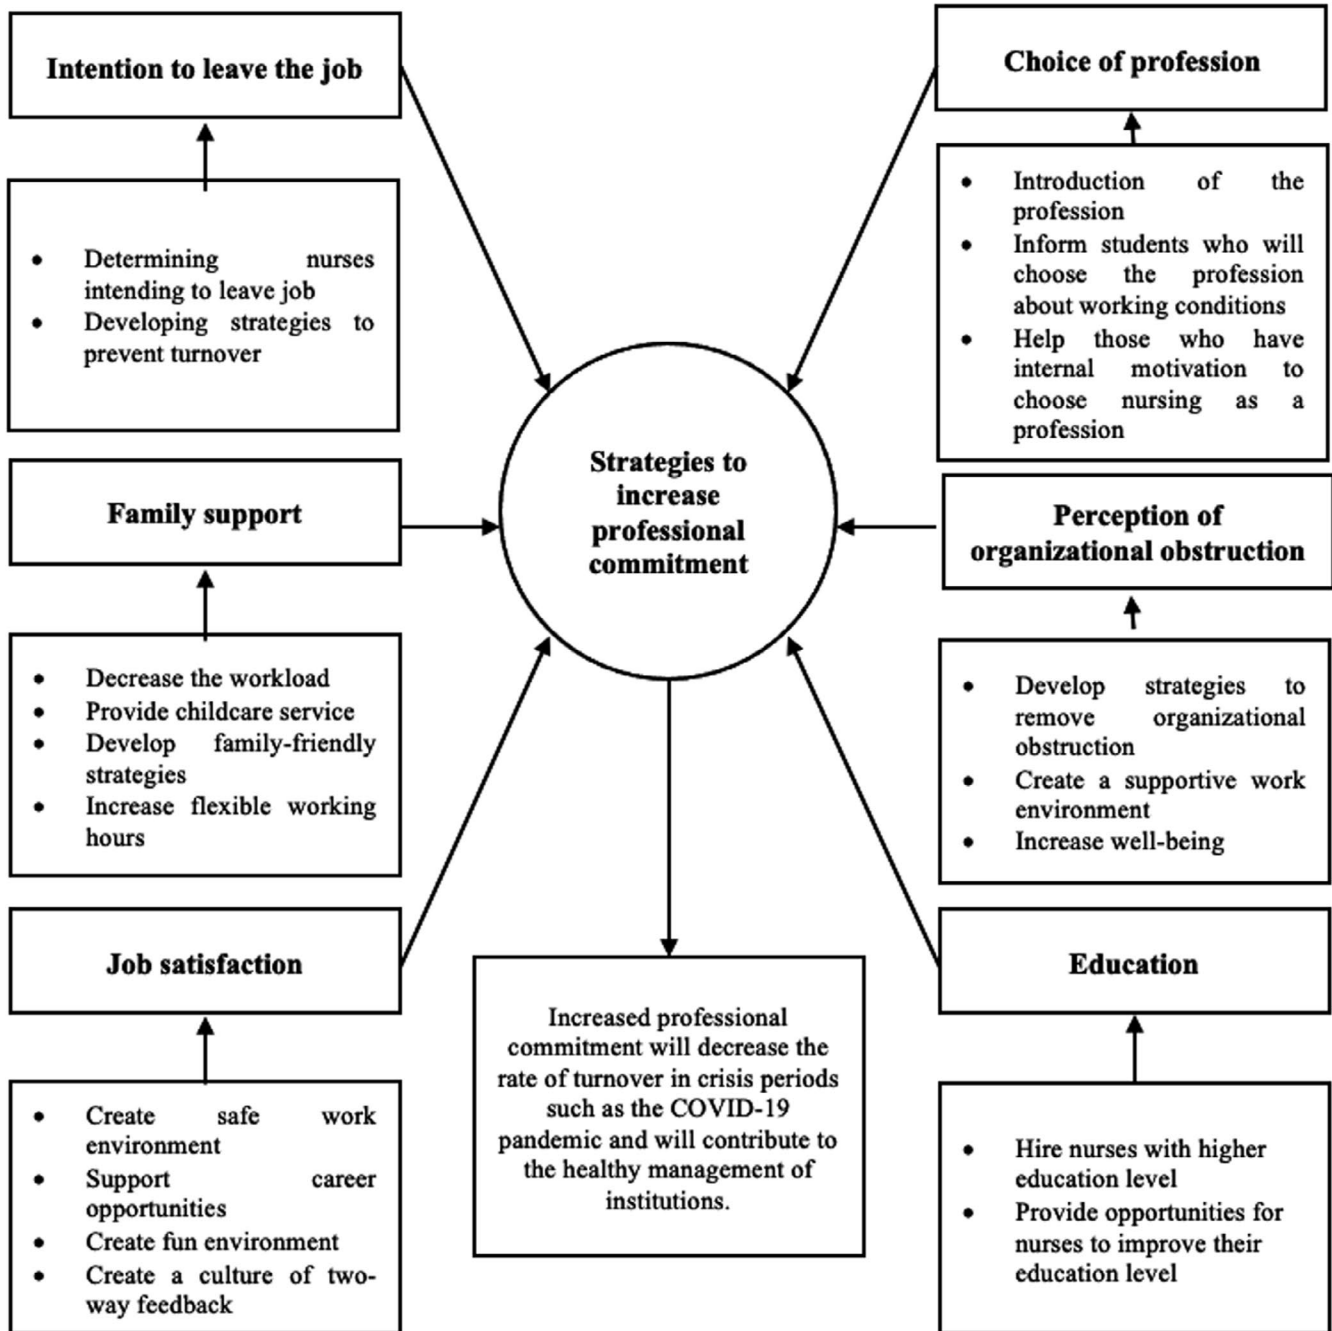 Intention to leave the job
Determining nurses
intending to leave job
Developing strategies to
prevent turnover
Family support
Decrease the workload
Provide childcare service
Develop family-friendly
strategies
Increase flexible working
hours
Job satisfaction
Create safe work
environment
Support career
opportunities
Create fun environment
Create a culture of two-
way feedback
Strategies to
increase
professional
commitment
Increased professional
commitment will decrease the
rate of turnover in crisis periods
such as the COVID-19
pandemic and will contribute to
the healthy management of
institutions.
Choice of profession
Introduction of the
profession
Inform students who will
choose the profession
about working conditions
Help those who have
internal motivation to
choose nursing as a
profession
Perception of
organizational obstruction
Develop strategies to
remove organizational
obstruction
Create a supportive work
environment
Increase well-being
Education
Hire nurses with higher
education level
Provide opportunities for
nurses to improve their
education level